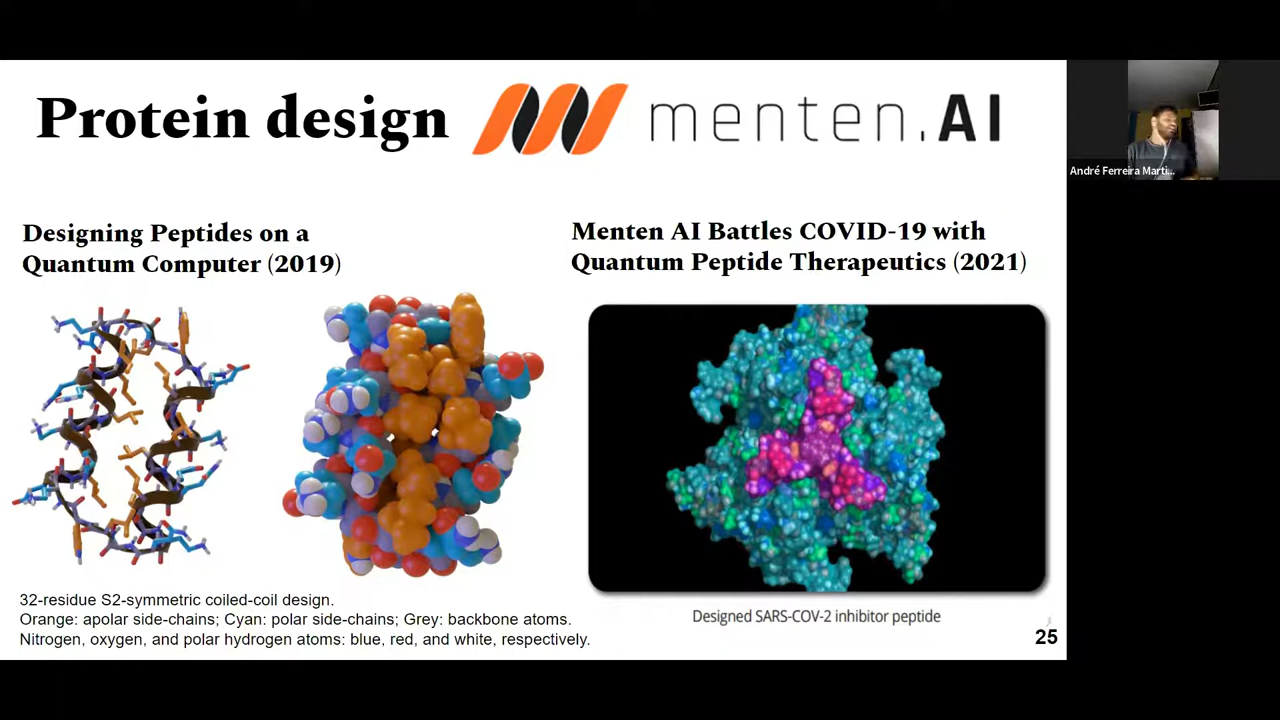 Protein design
menten.AI
Designing Peptides on a
Quantum Computer (2019)
Menten AI Battles COVID-19 with
Quantum Peptide Therapeutics (2021)
32-residue S2-symmetric coiled-coil design.
Orange: apolar side-chains; Cyan: polar side-chains; Grey: backbone atoms.
Nitrogen, oxygen, and polar hydrogen atoms: blue, red, and white, respectively.
Designed SARS-COV-2 inhibitor peptide
25
André Ferreira Marti...